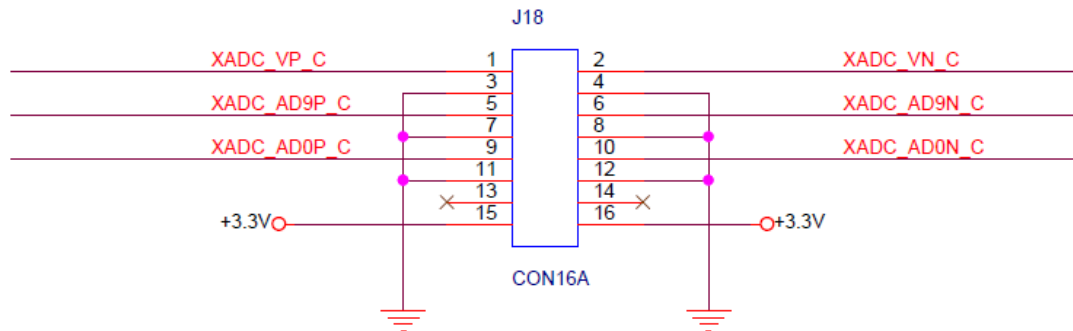 J18
XADC_VP_C 1 2 XADC_VN_C
3 4
XADC_AD9P_C 5 6 XADC_AD9N_C
7 8
XADC_AD0P_C 9 10 XADC_AD0N_C
11 12
13 14
+3.3V 15 16 +3.3V
CON16A